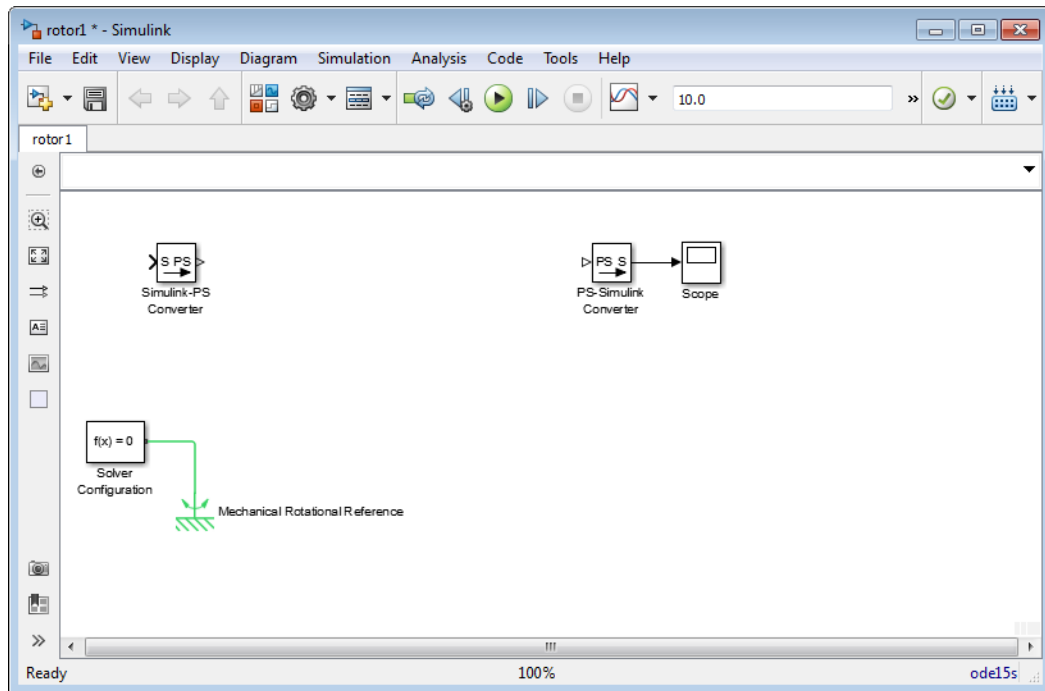 rotor1 * - Simulink
File Edit View Display Diagram Simulation Analysis Code Tools Help
10.0
»
rotor1
S PS
Simulink-PS
Converter
PS S
PS-Simulink
Converter
Scope
f(x) = 0
Solver
Configuration
Mechanical Rotational Reference
Ready 100% ode15s